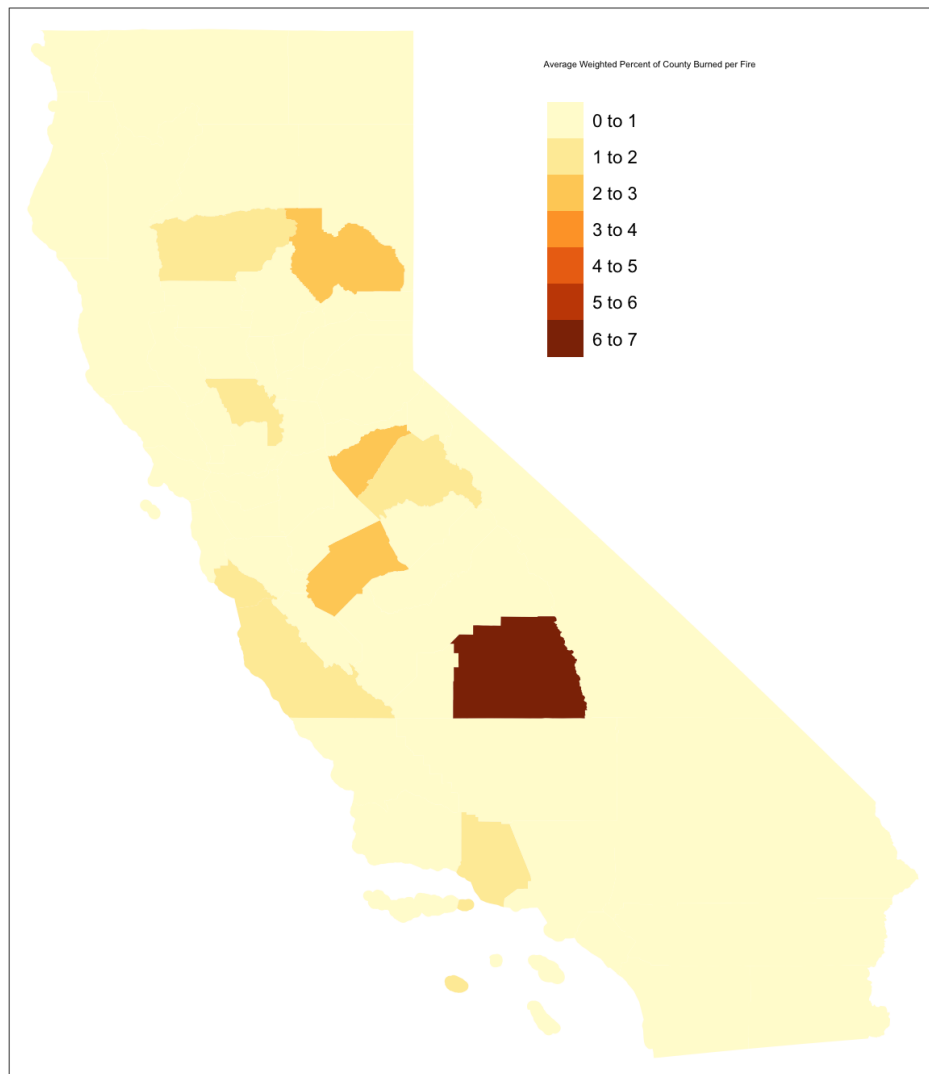 Average Weighted Percent of County Burned per Fire
0 to 1
1 to 2
2 to 3
3 to 4
4 to 5
5 to 6
6 to 7